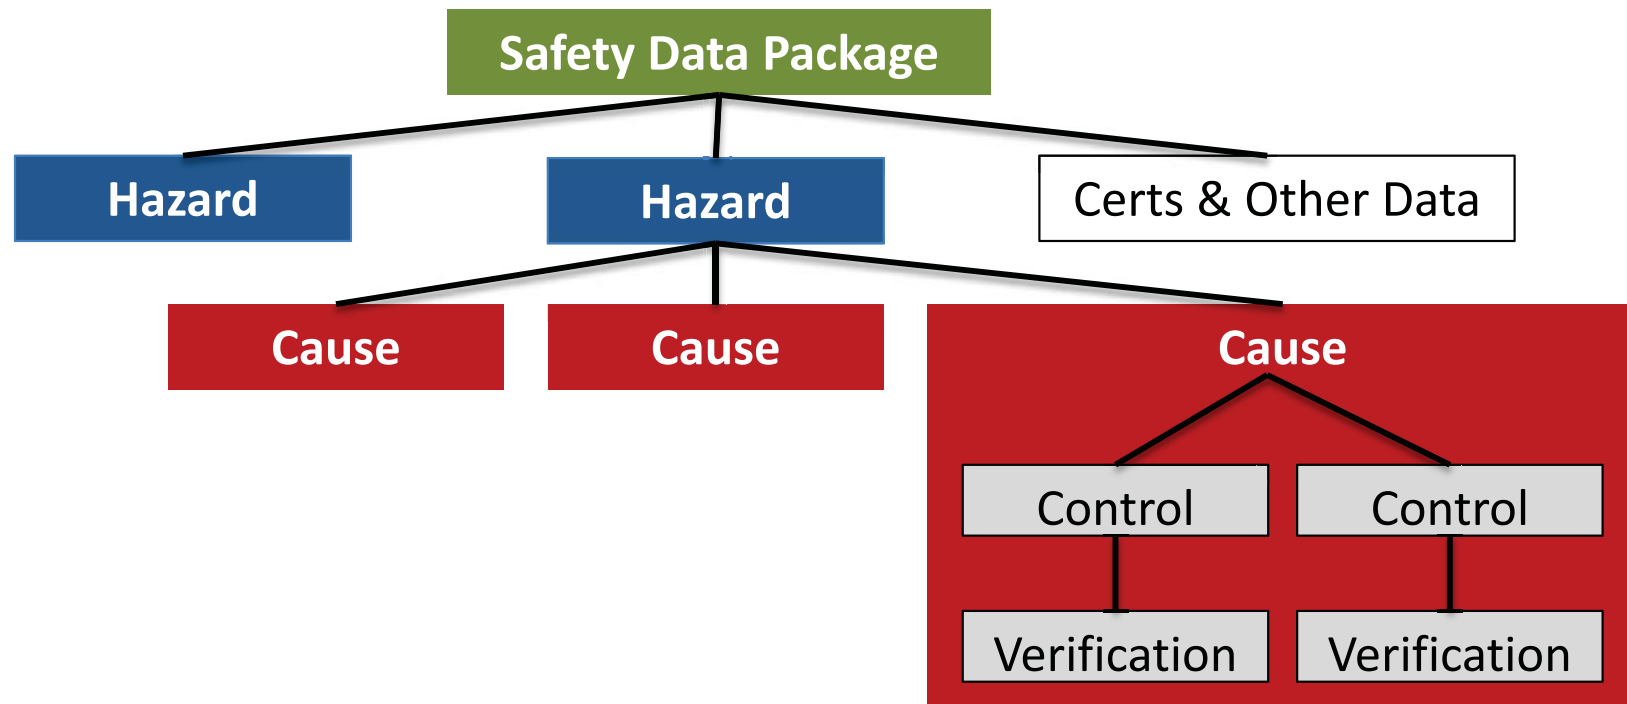 Safety Data Package
Hazard
Hazard
Certs & Other Data
Cause
Cause
Cause
Control
Control
Verification
Verification